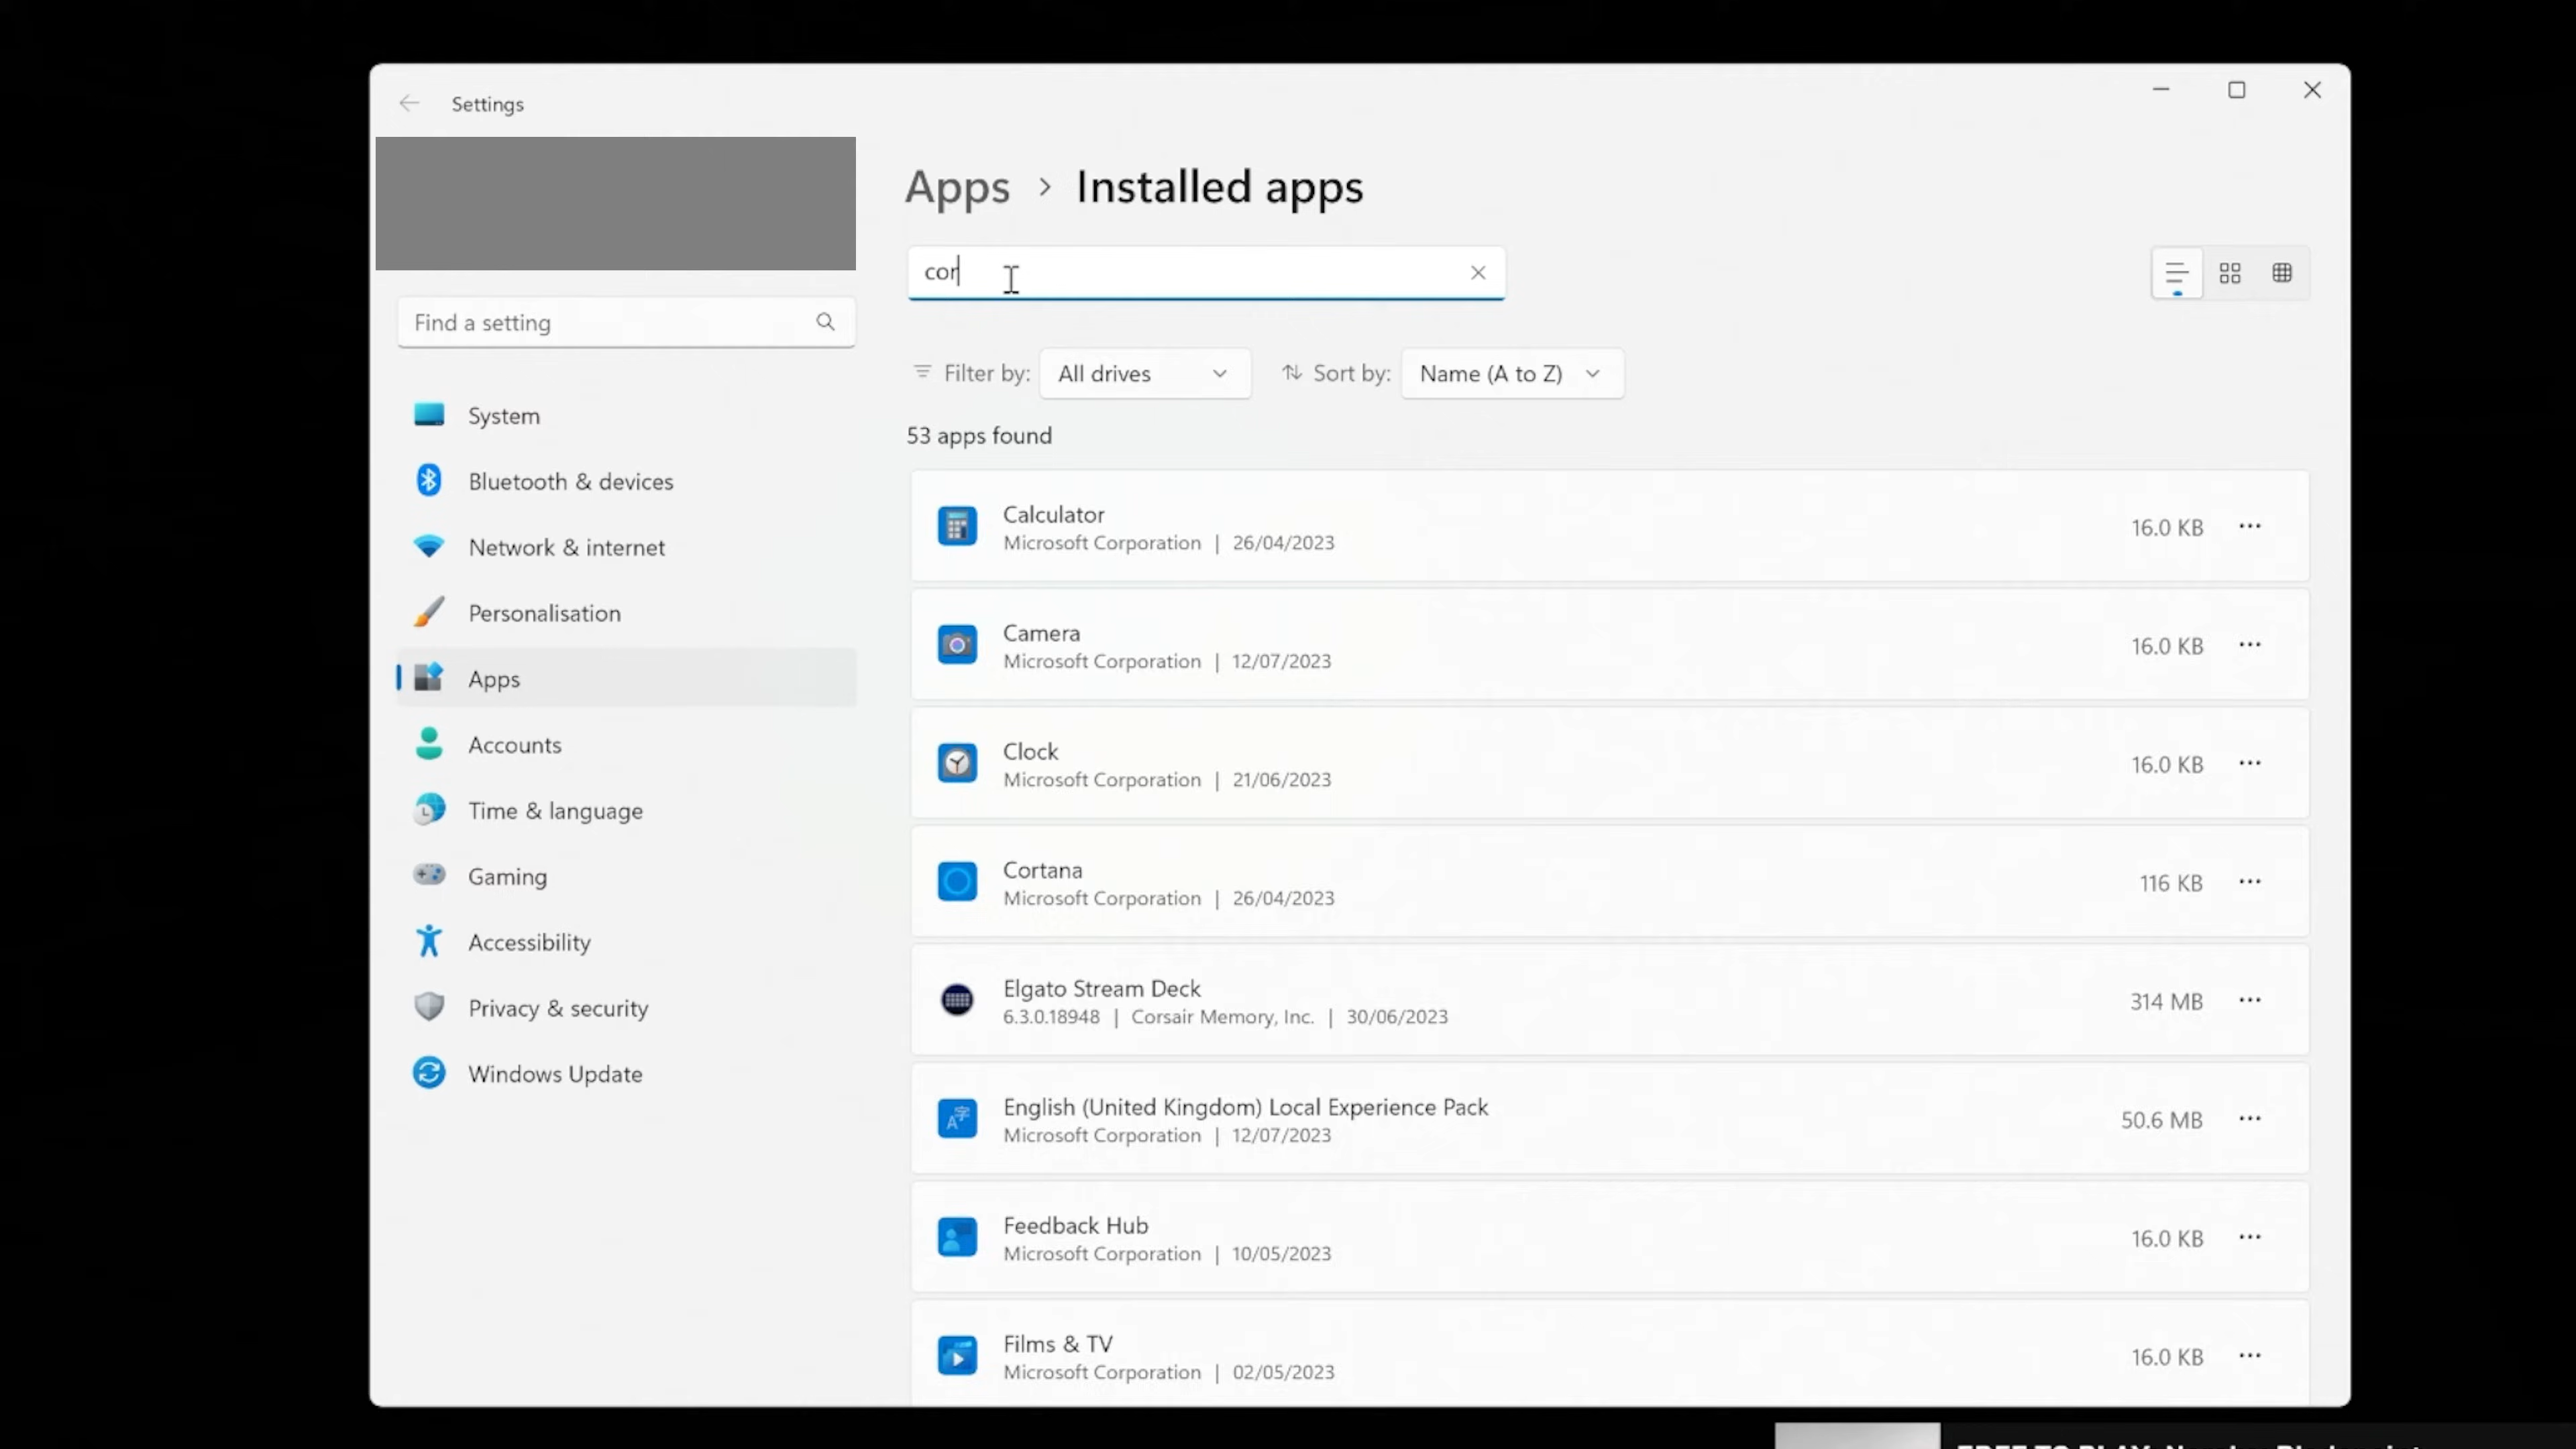 Settings
Apps > Installed apps
cor
Find a setting
Filter by: All drives
Sort by: Name (A to Z)
53 apps found
System
Bluetooth & devices
Network & internet
Personalisation
Apps
Accounts
Time & language
Gaming
Accessibility
Privacy & security
Windows Update
Calculator
Microsoft Corporation | 26/04/2023
16.0 KB
Camera
Microsoft Corporation | 12/07/2023
16.0 KB
Clock
Microsoft Corporation | 21/06/2023
16.0 KB
Cortana
Microsoft Corporation | 26/04/2023
116 KB
Elgato Stream Deck
6.3.0.18948 | Corsair Memory, Inc. | 30/06/2023
314 MB
English (United Kingdom) Local Experience Pack
Microsoft Corporation | 12/07/2023
50.6 MB
Feedback Hub
Microsoft Corporation | 10/05/2023
16.0 KB
Films & TV
Microsoft Corporation | 02/05/2023
16.0 KB
FREE TO PLAY